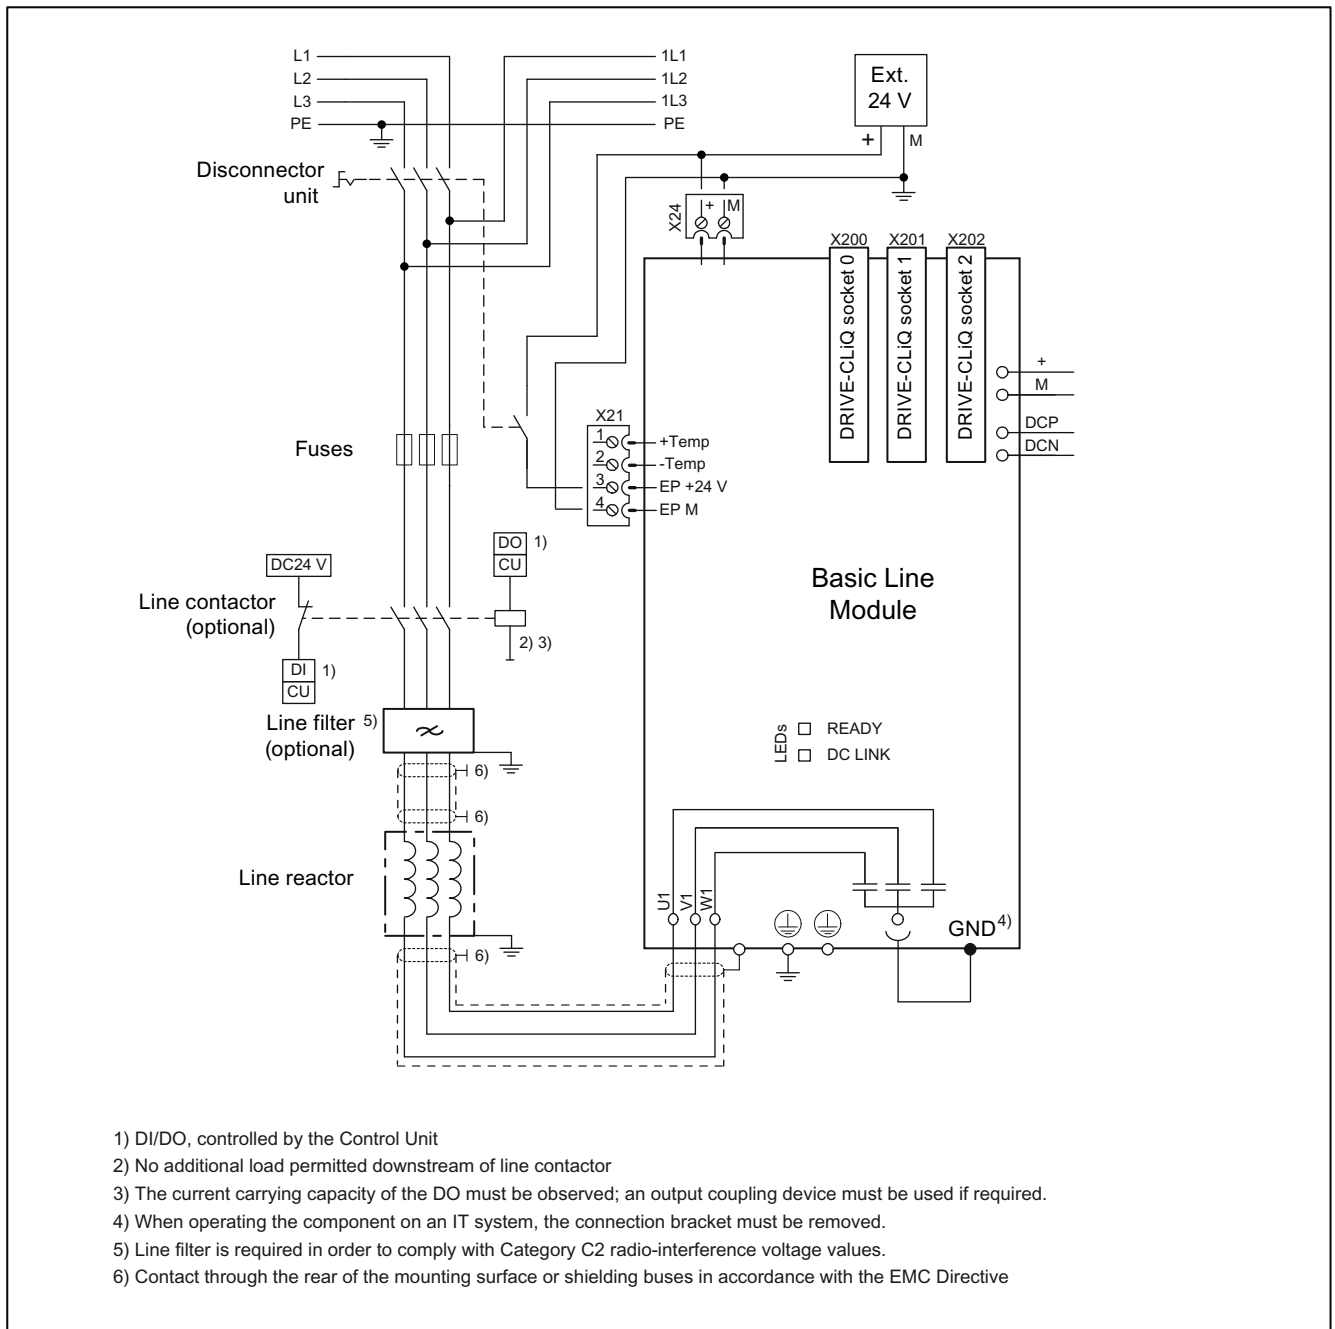 L1
1L1
L2
1L2
L3
1L3
PE
PE
Ext.
24 V
+
M
Disconnector
unit
X24
+
M
X200
X201
X202
DRIVE-CLiQ socket 0
DRIVE-CLiQ socket 1
DRIVE-CLiQ socket 2
+
M
DCP
DCN
X21
1
+Temp
2
-Temp
3
EP +24 V
4
EP M
Fuses
DO
1)
CU
DC24 V
Line contactor
(optional)
2) 3)
DI
1)
CU
Basic Line
Module
Line filter
5)
(optional)
LEDs
READY
DC LINK
6)
6)
Line reactor
U1
V1
W1
GND 4)
6)
1) DI/DO, controlled by the Control Unit
2) No additional load permitted downstream of line contactor
3) The current carrying capacity of the DO must be observed; an output coupling device must be used if required.
4) When operating the component on an IT system, the connection bracket must be removed.
5) Line filter is required in order to comply with Category C2 radio-interference voltage values.
6) Contact through the rear of the mounting surface or shielding buses in accordance with the EMC Directive